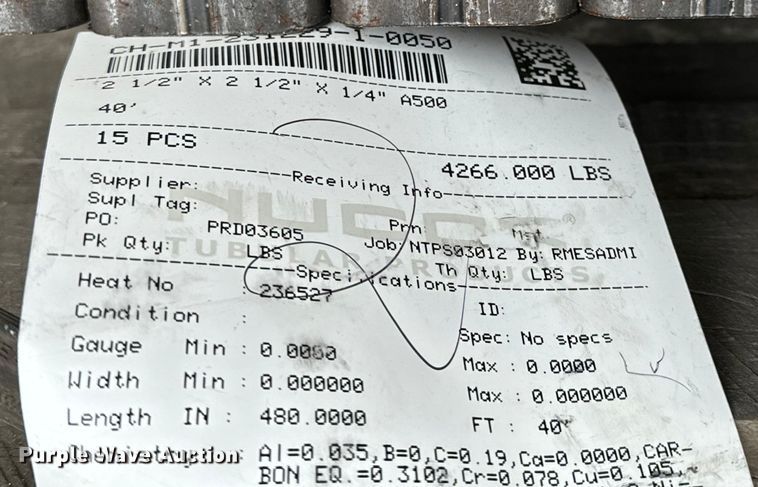 CH-M1-231229-1-0050
2 1/2" X 2 1/2" X 1/4" A500
40'
15 PCS
4266.000 LBS
Receiving Info
Supplier:
Supl Tag: Prn:
PO: PRD03605 Job: NTPS03012 By: RMESADMI
Pk Qty: LBS Th Qty: LBS
NUCOR
TUBULAR PRODUCTS
Specifications
Heat No : 236527 ID:
Condition : Spec: No specs
Gauge Min : 0.0000 Max : 0.0000
Width Min : 0.000000 Max : 0.000000
Length IN : 480.0000 FT : 40'
Al=0.035,B=0,C=0.19,Ca=0.0000,CAR-
BON EQ.=0.3102,Cr=0.078,Cu=0.105,
Purple Wave Auction